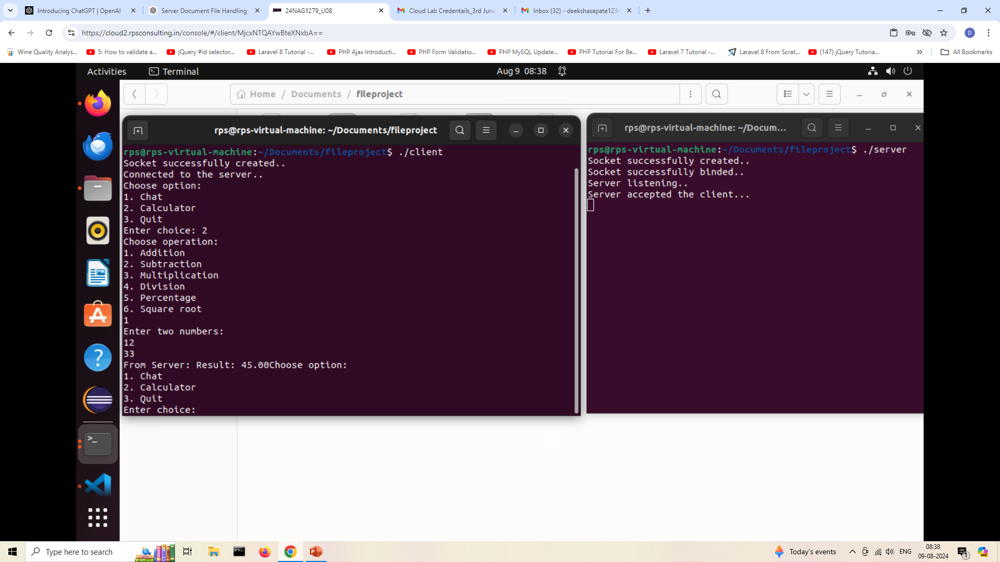 Introducing ChatGPT | OpenAI
Server Document File Handling
24NAG1279_U08
Cloud Lab Credentails_3rd June
Inbox (32) - deekshasapate1234
https://cloud2.rpsconsulting.in/console/#/client/MjcxNTQAYwBteXNxbA==
D
Wine Quality Analys...
5: How to validate a...
jQuery #id selector...
Laravel 8 Tutorial -...
PHP Ajax Introducti...
PHP Form Validatio...
PHP MySQL Update...
PHP Tutorial For Be...
Laravel 7 Tutorial -...
Laravel 8 From Scrat...
(147) jQuery Tutoria...
All Bookmarks
Activities
Terminal
Aug 9 08:38
Home / Documents / fileproject
rps@rps-virtual-machine: ~/Documents/fileproject
rps@rps-virtual-machine:~/Documents/fileproject$ ./client
Socket successfully created..
Connected to the server..
Choose option:
1. Chat
2. Calculator
3. Quit
Enter choice: 2
Choose operation:
1. Addition
2. Subtraction
3. Multiplication
4. Division
5. Percentage
6. Square root
1
Enter two numbers:
12
33
From Server: Result: 45.00Choose option:
1. Chat
2. Calculator
3. Quit
Enter choice:
rps@rps-virtual-machine: ~/Docum...
rps@rps-virtual-machine:~/Documents/fileproject$ ./server
Socket successfully created..
Socket successfully binded..
Server listening..
Server accepted the client...
Type here to search
Today's events
ENG
08:38
09-08-2024
1